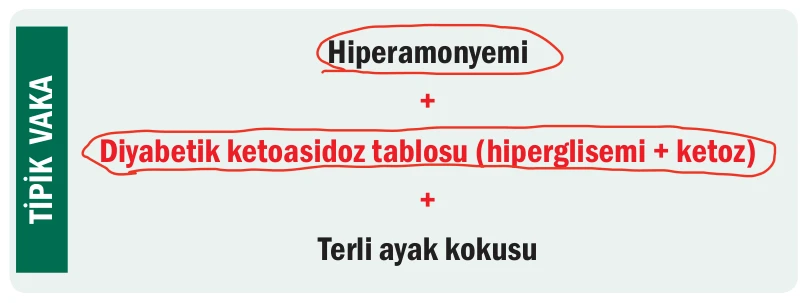 TİPİK VAKA
Hiperamonyemi
+
Diyabetik ketoasidoz tablosu (hiperglisemi + ketoz)
+
Terli ayak kokusu